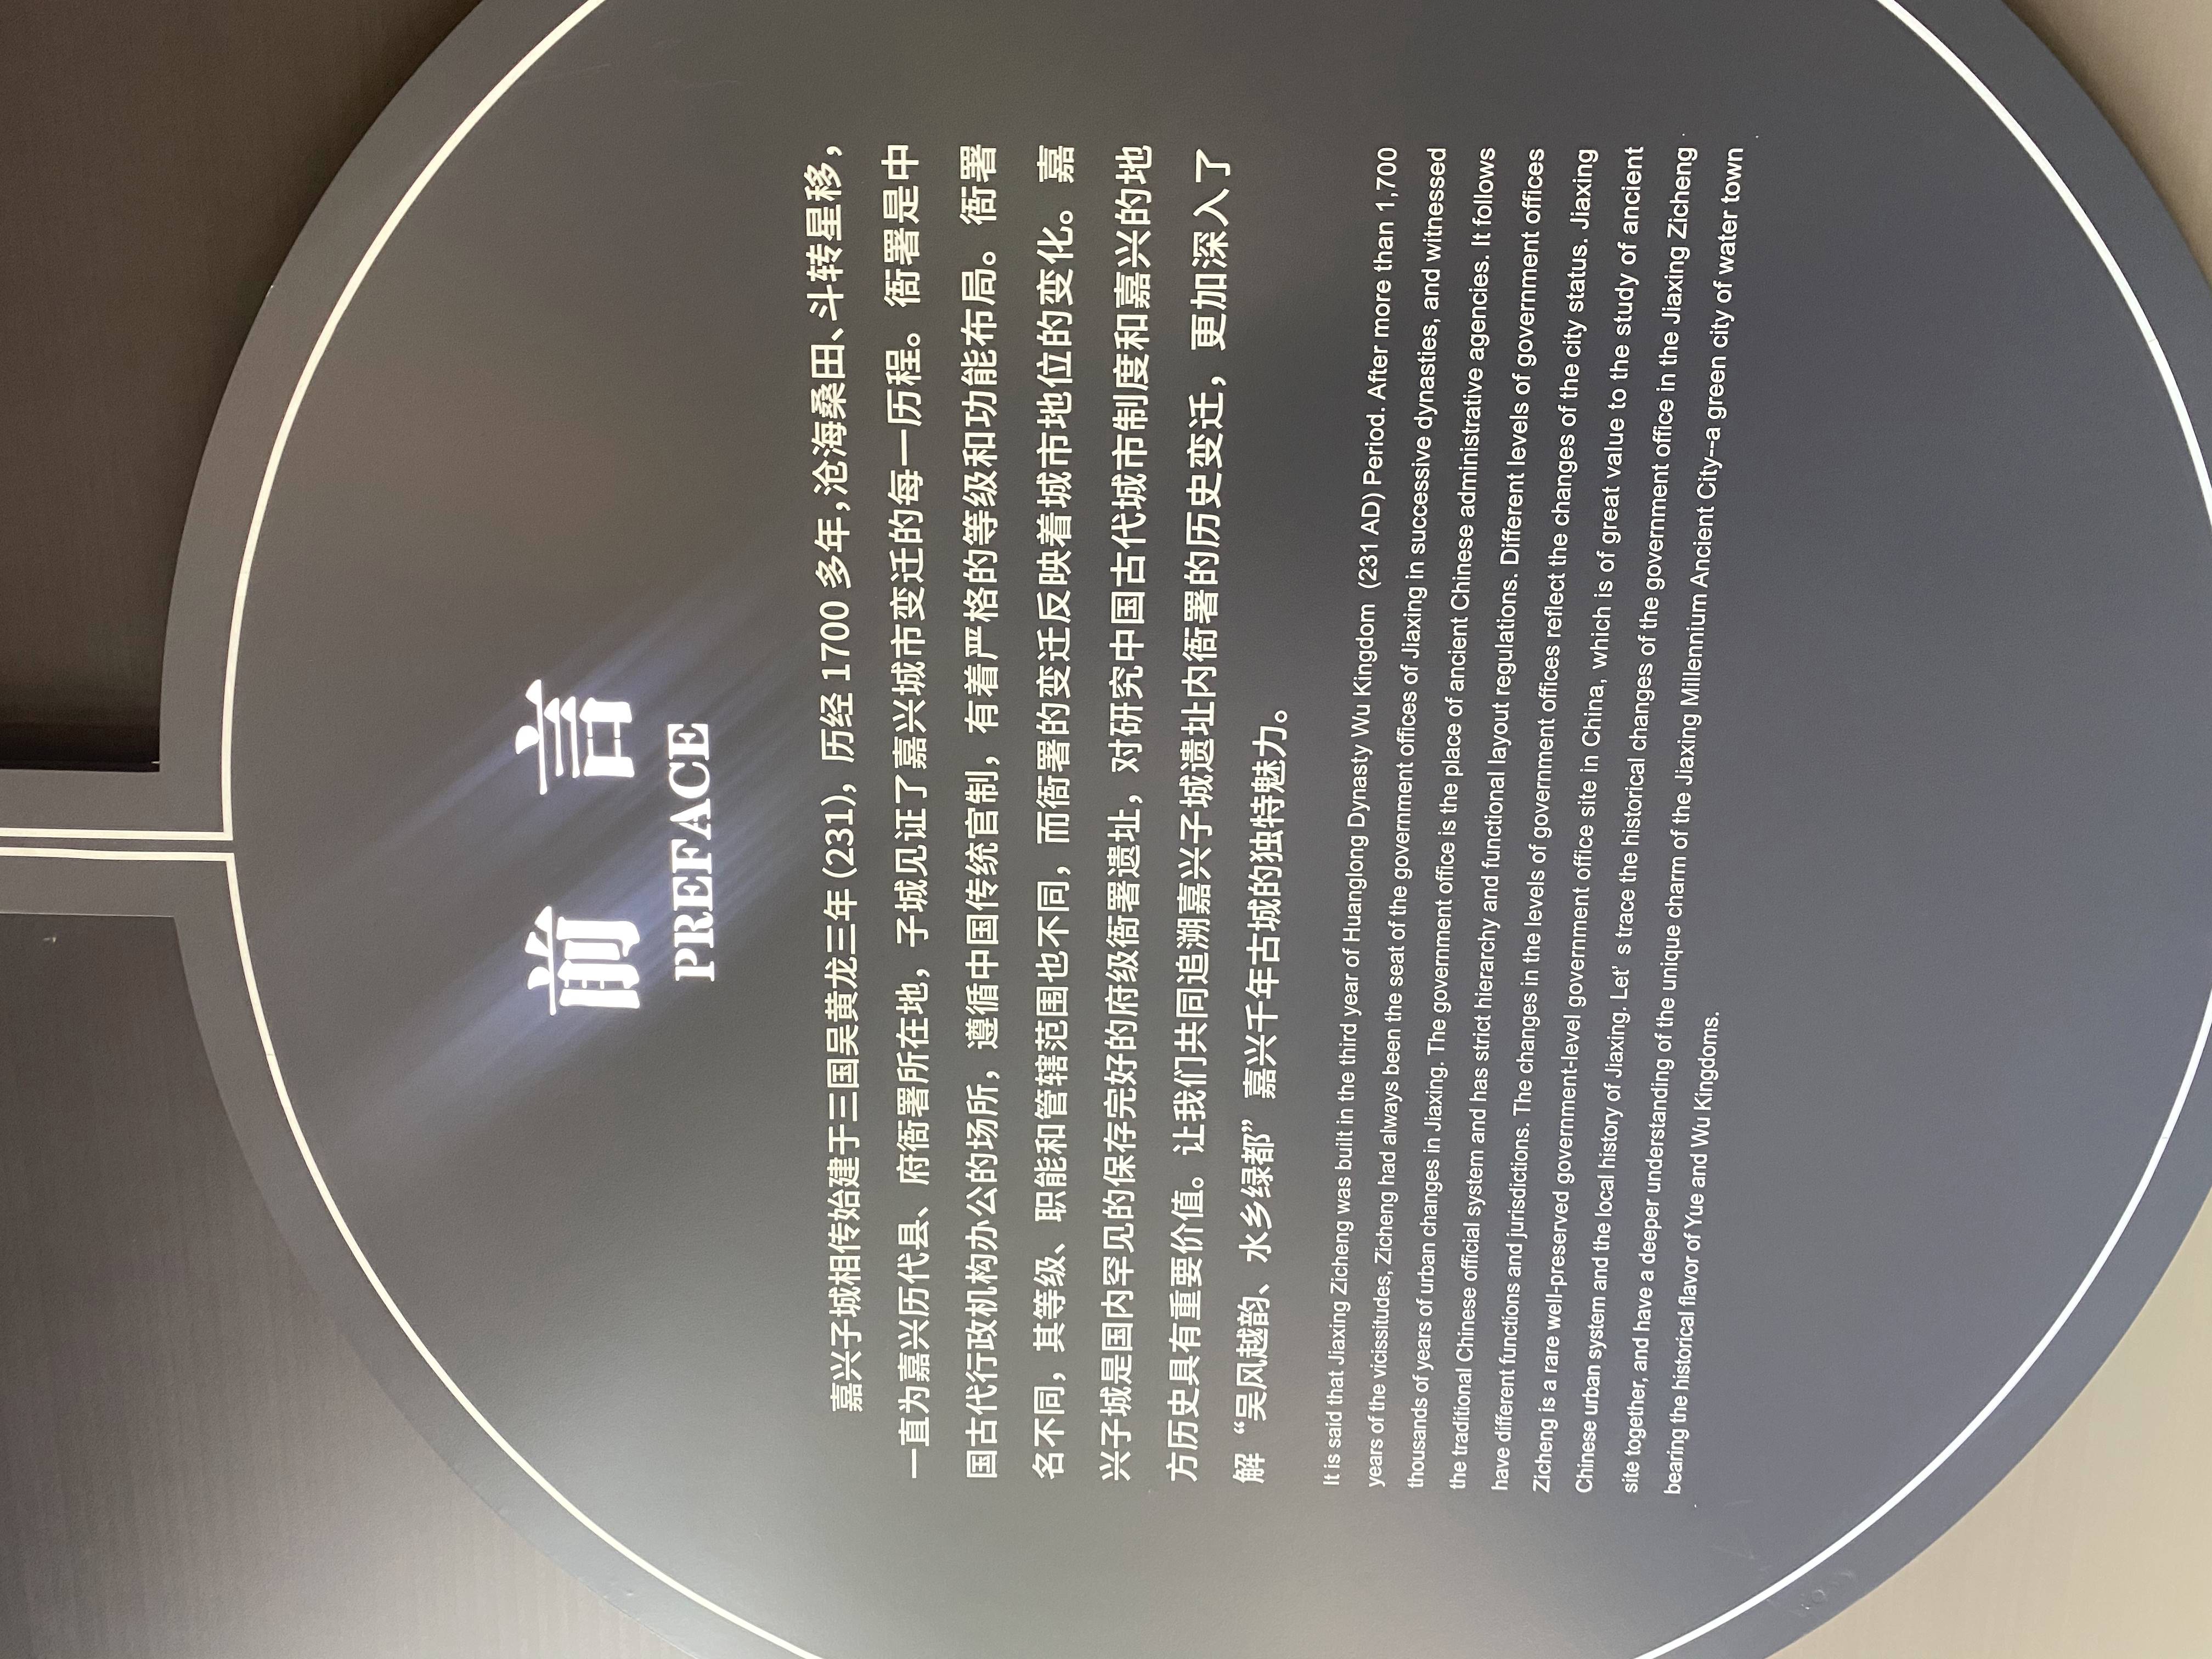 前 言
PREFACE
嘉兴子城相传始建于三国吴黄龙三年（231），历经 1700 多年，沧海桑田、斗转星移，
一直为嘉兴历代县、府衙署所在地，子城见证了嘉兴城市变迁的每一历程。衙署是中
国古代行政机构办公的场所，遵循中国传统官制，有着严格的等级和功能布局。衙署
名不同，其等级、职能和管辖范围也不同，而衙署的变迁反映着城市地位的变化。嘉
兴子城是国内罕见的保存完好的府级衙署遗址，对研究中国古代城市制度和嘉兴的地
方历史具有重要价值。让我们共同追溯嘉兴子城遗址内衙署的历史变迁，更加深入了
解“吴风越韵、水乡绿都”嘉兴千年古城的独特魅力。
It is said that Jiaxing Zicheng was built in the third year of Huanglong Dynasty Wu Kingdom (231 AD) Period. After more than 1,700
years of the vicissitudes, Zicheng had always been the seat of the government offices of Jiaxing in successive dynasties, and witnessed
thousands of years of urban changes in Jiaxing. The government office is the place of ancient Chinese administrative agencies. It follows
the traditional Chinese official system and has strict hierarchy and functional layout regulations. Different levels of government offices
have different functions and jurisdictions. The changes in the levels of government offices reflect the changes of the city status. Jiaxing
Zicheng is a rare well-preserved government-level government office site in China, which is of great value to the study of ancient
Chinese urban system and the local history of Jiaxing. Let’ s trace the historical changes of the government office in the Jiaxing Zicheng
site together, and have a deeper understanding of the unique charm of the Jiaxing Millennium Ancient City--a green city of water town
bearing the historical flavor of Yue and Wu Kingdoms.